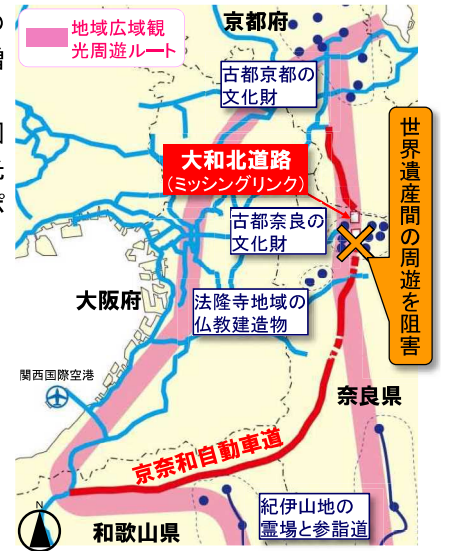 の
地域広域観
光周遊ルート
京都府
古都京都の
文化財
大和北道路
(ミッシングリンク)
古都奈良の
文化財
世界遺産間の周遊を阻害
大阪府
法隆寺地域の
仏教建造物
関西国際空港
奈良県
京奈和自動車道
紀伊山地の
霊場と参詣道
N
和歌山県